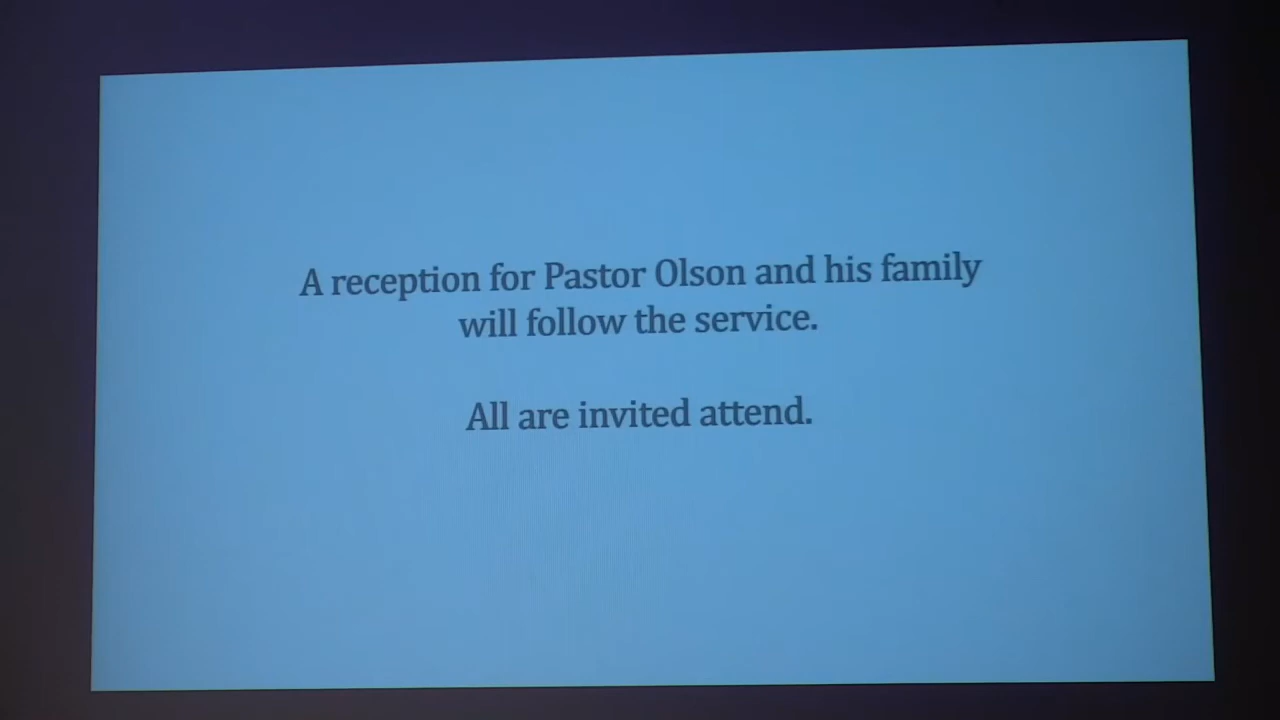 A reception for Pastor Olson and his family
will follow the service.
All are invited attend.